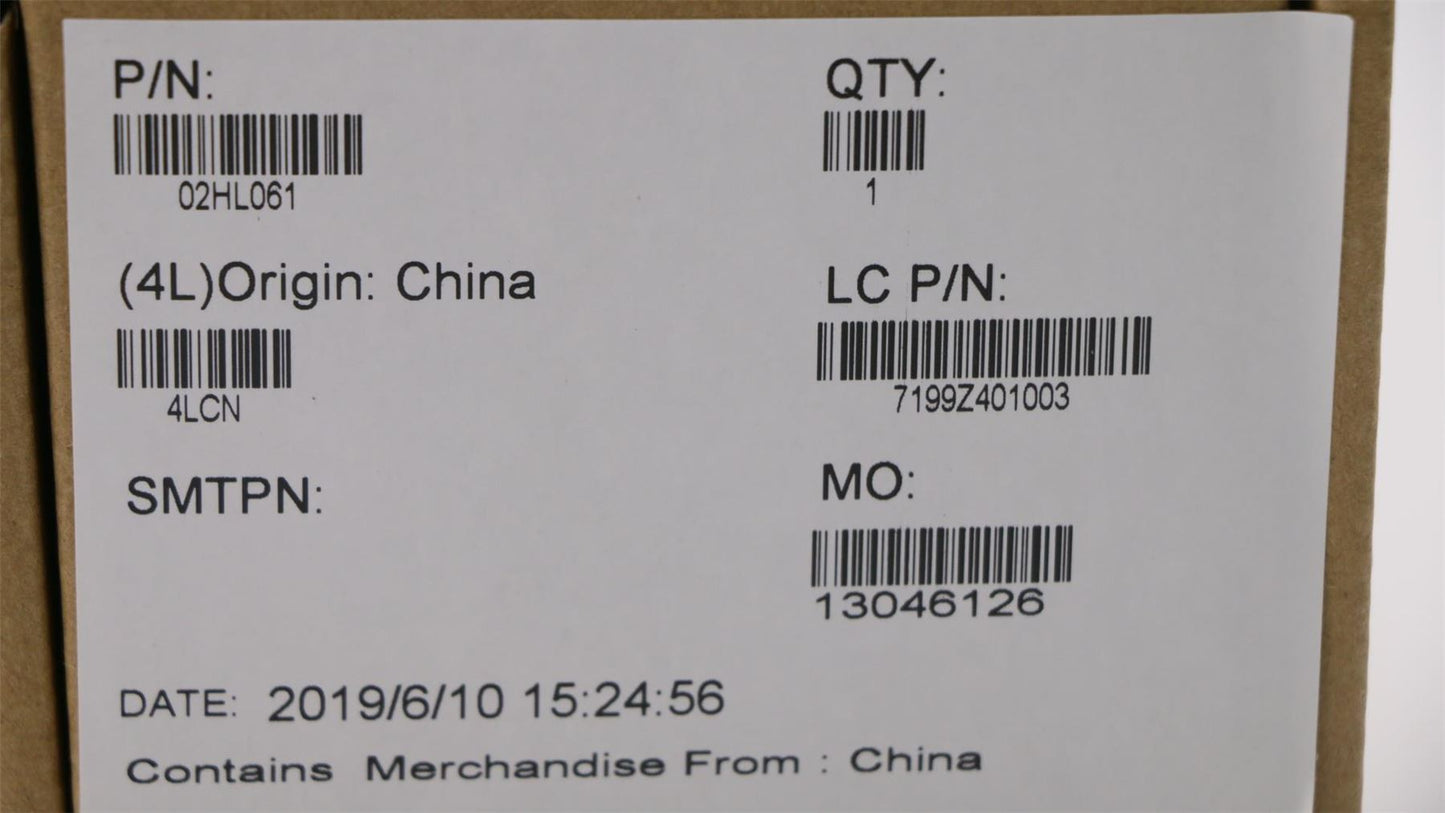 P/N:
02HL061
QTY:
1
(4L)Origin: China
4LCN
LC P/N:
7199Z401003
SMTPN:
MO:
13046126
DATE: 2019/6/10 15:24:56
Contains Merchandise From : China